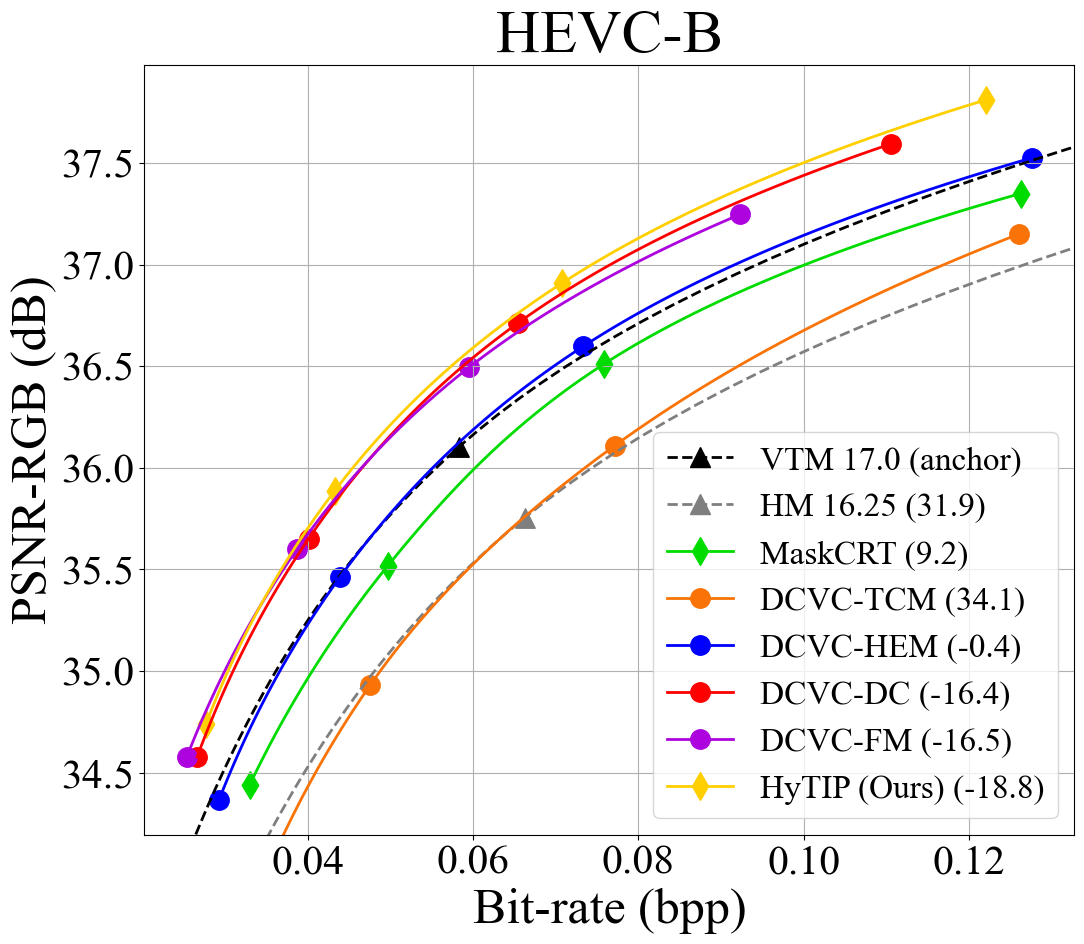 HEVC-B
PSNR-RGB (dB)
37.5
37.0
36.5
36.0
35.5
35.0
34.5
VTM 17.0 (anchor)
HM 16.25 (31.9)
MaskCRT (9.2)
DCVC-TCM (34.1)
DCVC-HEM (-0.4)
DCVC-DC (-16.4)
DCVC-FM (-16.5)
HyTIP (Ours) (-18.8)
0.04 0.06 0.08 0.10 0.12
Bit-rate (bpp)